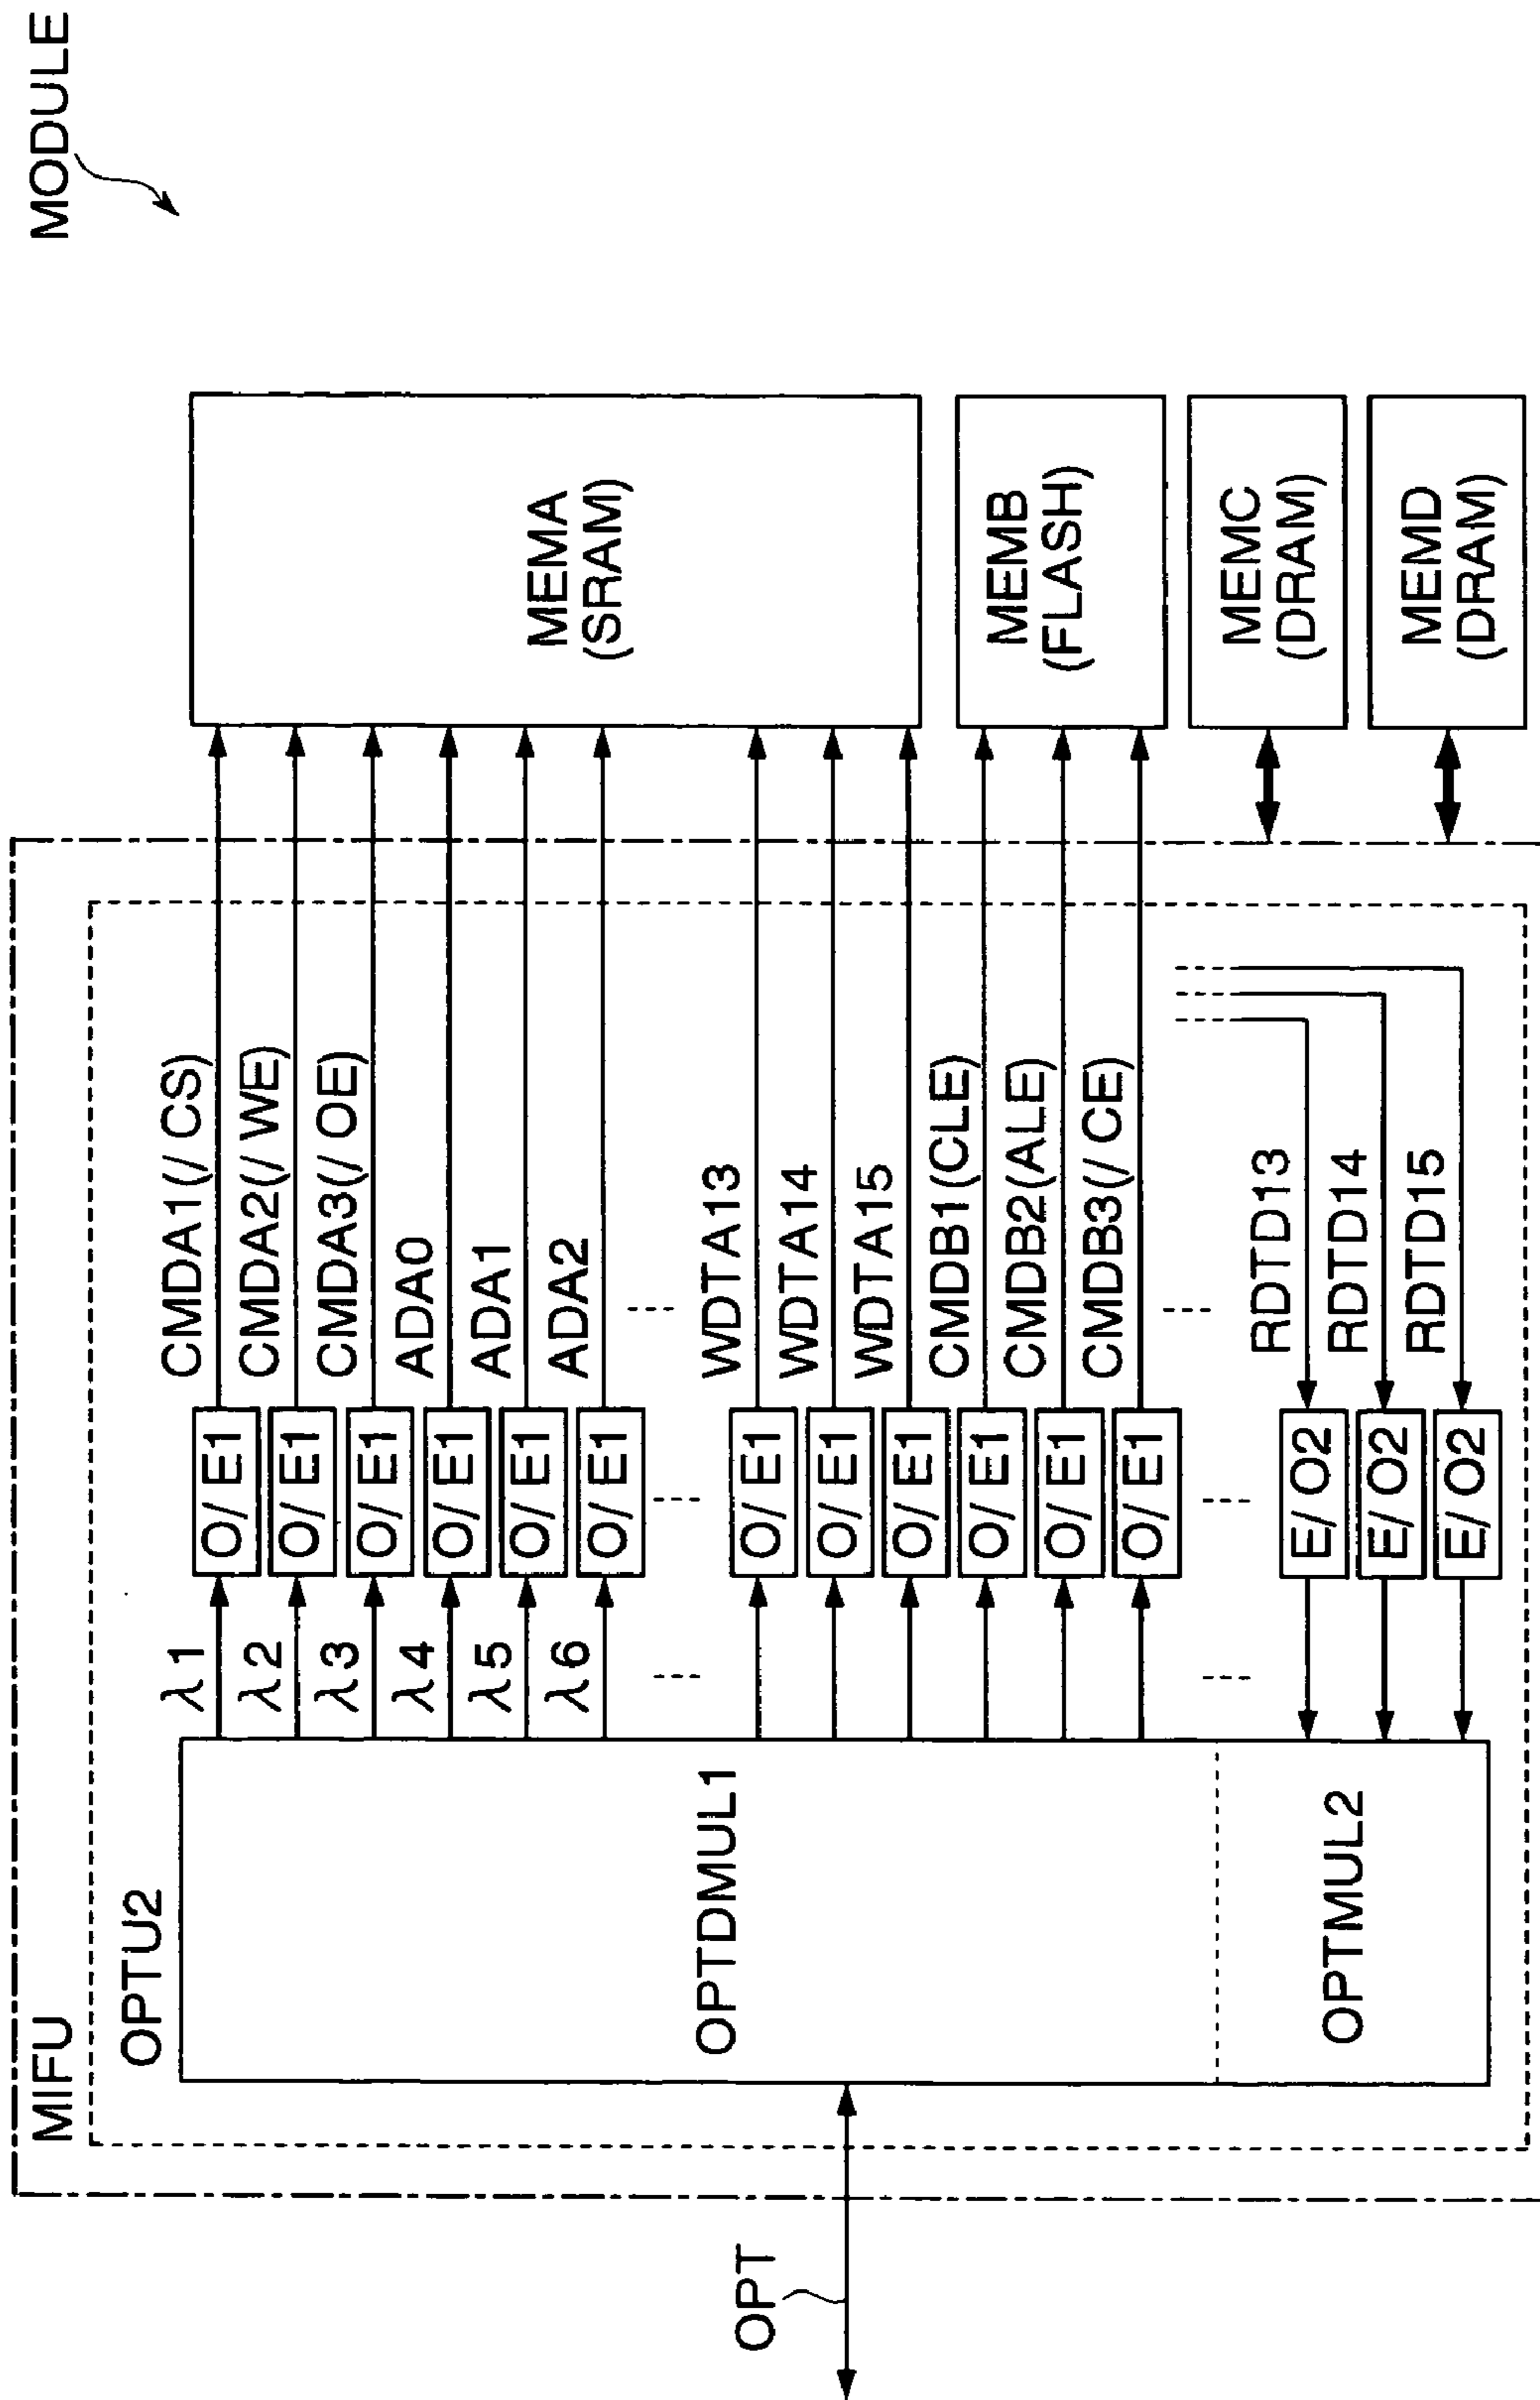 MODULE
MIFU
OPTU2
OPT
OPTDMUL1
OPTMUL2
λ1
λ2
λ3
λ4
λ5
λ6
O/E1
O/E1
O/E1
O/E1
O/E1
O/E1
O/E1
O/E1
O/E1
O/E1
O/E1
O/E1
E/O2
E/O2
E/O2
CMDA1(/CS)
CMDA2(/WE)
CMDA3(/OE)
ADA0
ADA1
ADA2
WDTA13
WDTA14
WDTA15
CMDB1(CLE)
CMDB2(ALE)
CMDB3(/CE)
RDTD13
RDTD14
RDTD15
MEMA
(SRAM)
MEMB
(FLASH)
MEMC
(DRAM)
MEMD
(DRAM)